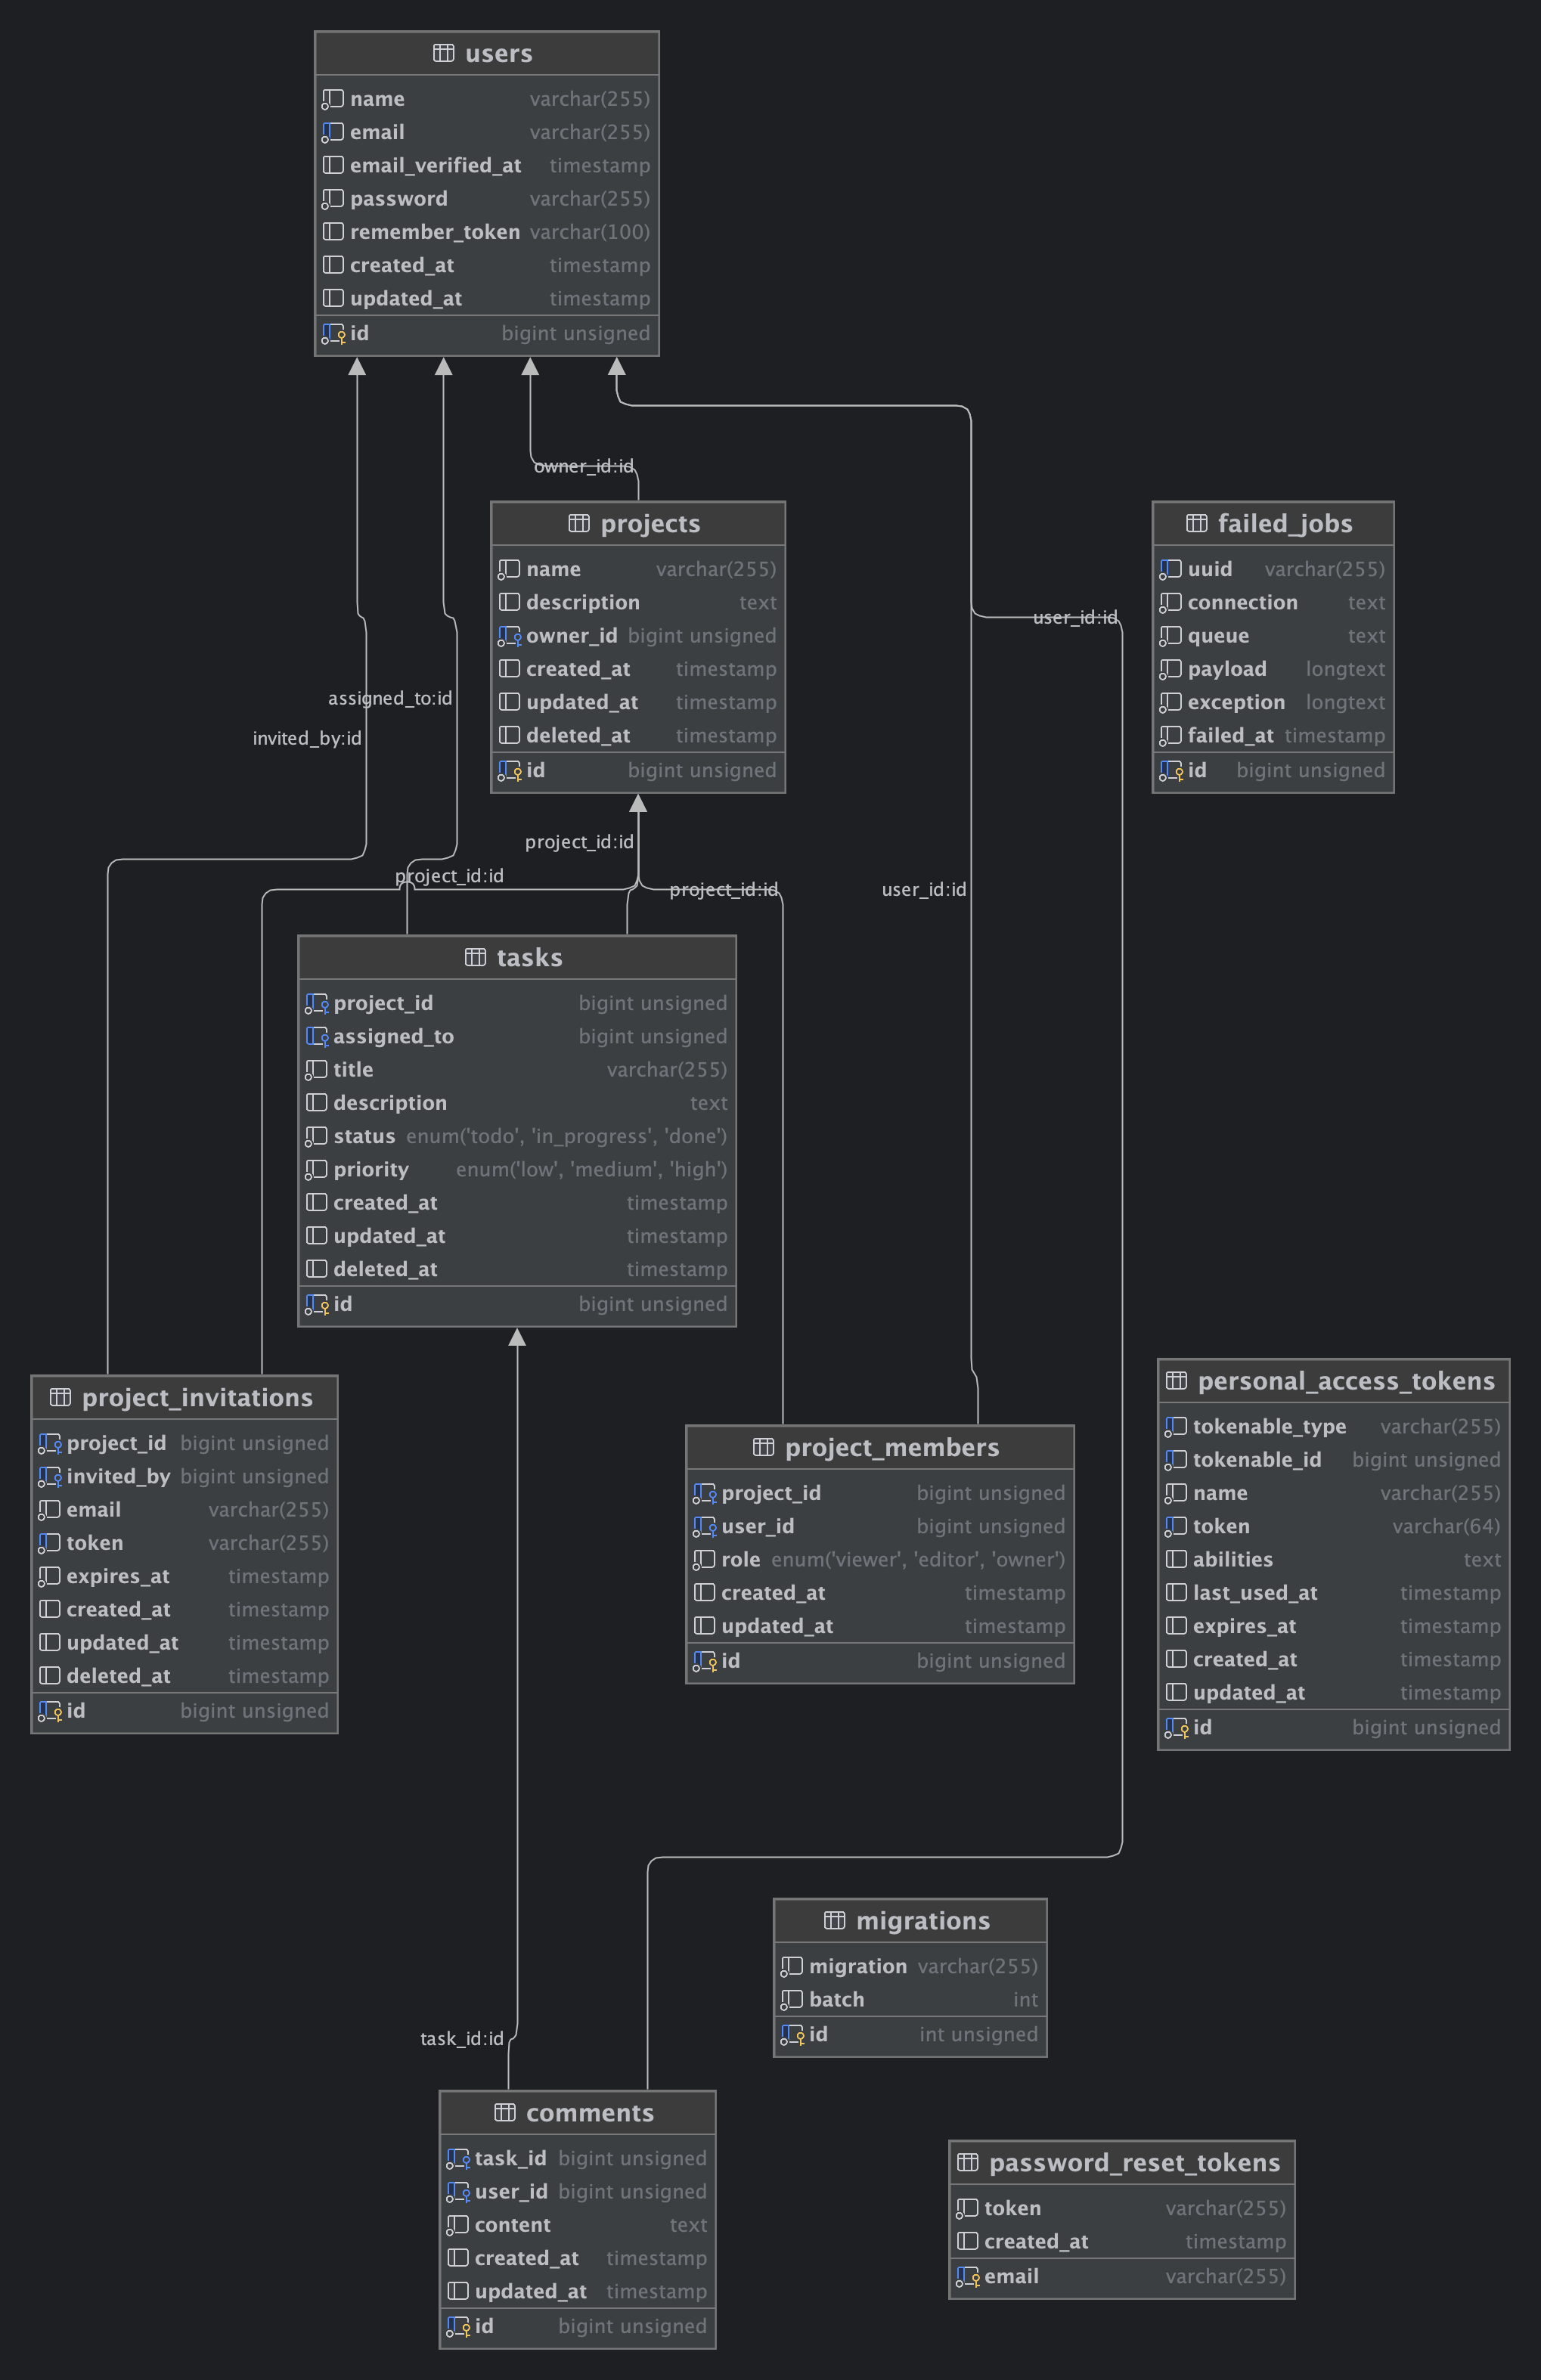 users
name varchar(255)
email varchar(255)
email_verified_at timestamp
password varchar(255)
remember_token varchar(100)
created_at timestamp
updated_at timestamp
id bigint unsigned
owner_id:id
projects
name varchar(255)
description text
owner_id bigint unsigned
created_at timestamp
updated_at timestamp
deleted_at timestamp
id bigint unsigned
failed_jobs
uuid varchar(255)
connection text
queue text
payload longtext
exception longtext
failed_at timestamp
id bigint unsigned
user_id:id
assigned_to:id
invited_by:id
project_id:id
project_id:id
project_id:id
user_id:id
tasks
project_id bigint unsigned
assigned_to bigint unsigned
title varchar(255)
description text
status enum('todo', 'in_progress', 'done')
priority enum('low', 'medium', 'high')
created_at timestamp
updated_at timestamp
deleted_at timestamp
id bigint unsigned
project_invitations
project_id bigint unsigned
invited_by bigint unsigned
email varchar(255)
token varchar(255)
expires_at timestamp
created_at timestamp
updated_at timestamp
deleted_at timestamp
id bigint unsigned
project_members
project_id bigint unsigned
user_id bigint unsigned
role enum('viewer', 'editor', 'owner')
created_at timestamp
updated_at timestamp
id bigint unsigned
personal_access_tokens
tokenable_type varchar(255)
tokenable_id bigint unsigned
name varchar(255)
token varchar(64)
abilities text
last_used_at timestamp
expires_at timestamp
created_at timestamp
updated_at timestamp
id bigint unsigned
migrations
migration varchar(255)
batch int
id int unsigned
task_id:id
comments
task_id bigint unsigned
user_id bigint unsigned
content text
created_at timestamp
updated_at timestamp
id bigint unsigned
password_reset_tokens
token varchar(255)
created_at timestamp
email varchar(255)